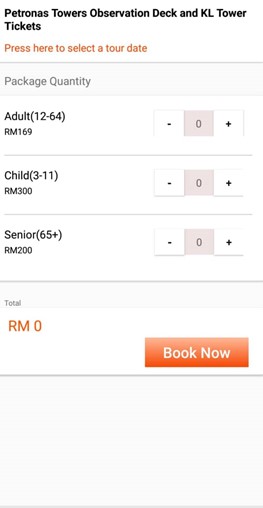 Petronas Towers Observation Deck and KL Tower
Tickets
Press here to select a tour date
Package Quantity
Adult(12-64)
RM169
- 0 +
Child(3-11)
RM300
- 0 +
Senior(65+)
RM200
- 0 +
Total
RM 0
Book Now